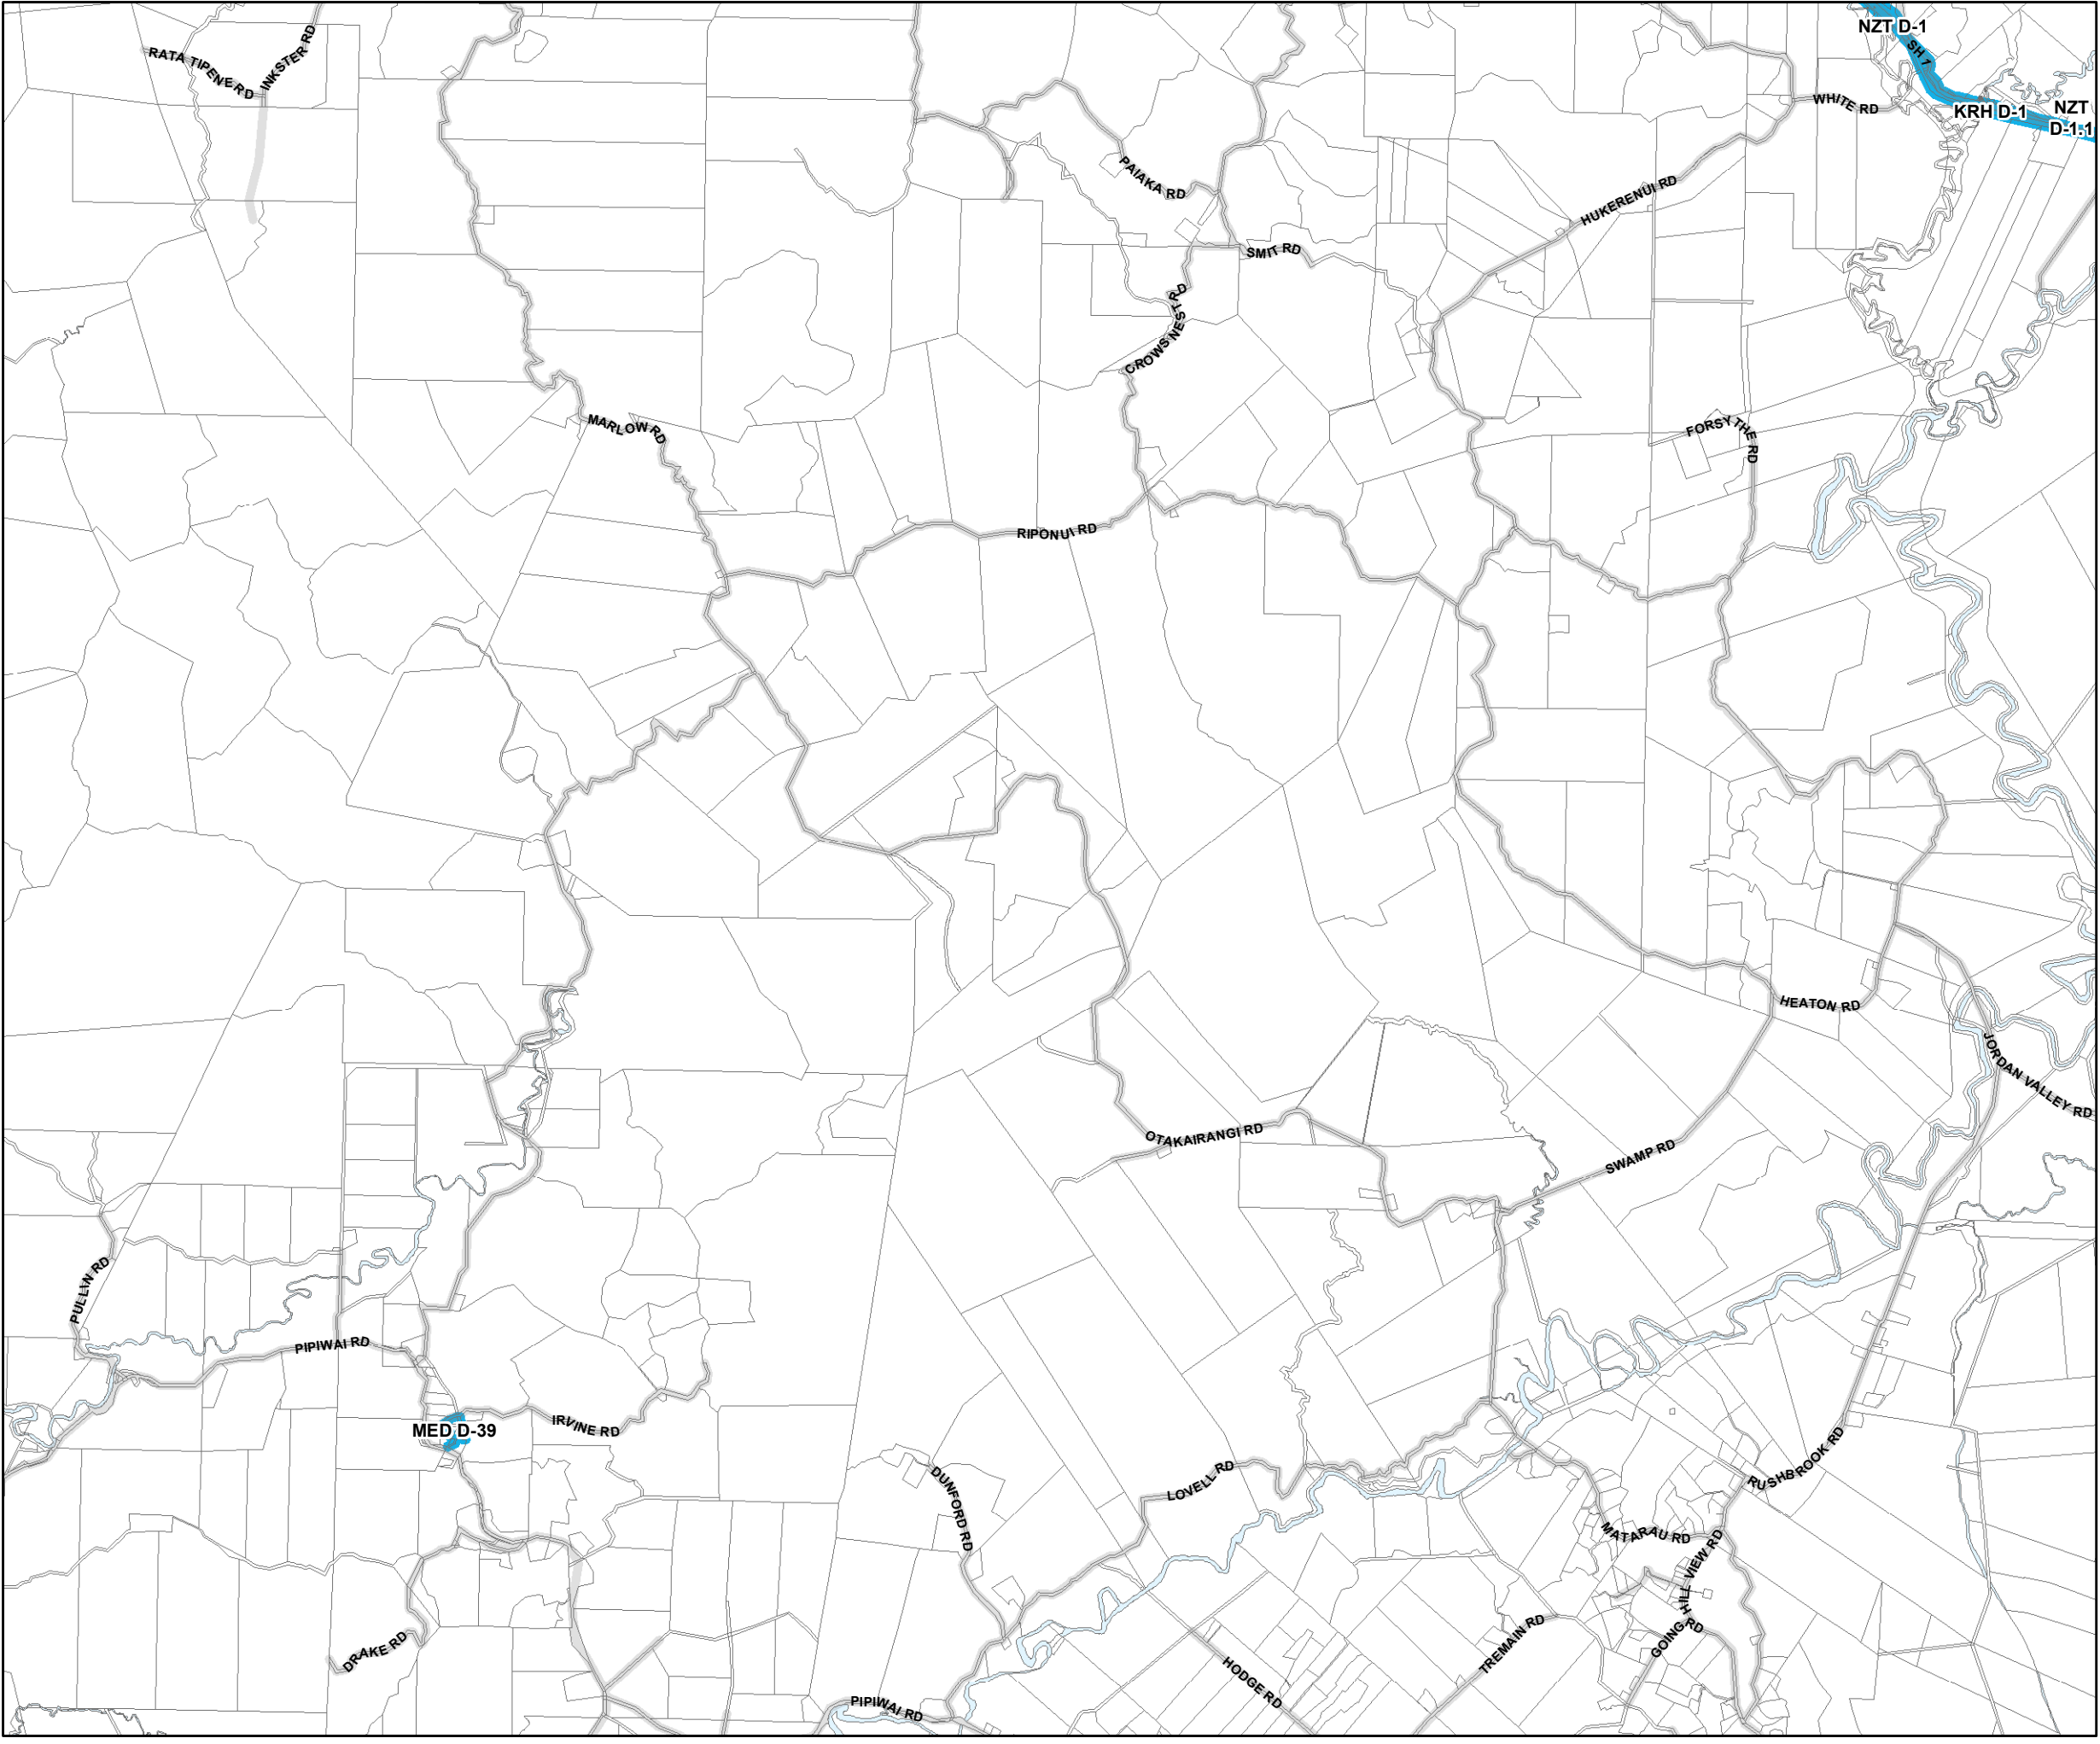 NZT D-1
SH 1
RATA TIPENE RD
INKSTER RD
WHITE RD
KRH D-1
NZT
D-1.1
PAIAKA RD
HUKERENUI RD
SMIT RD
CROWS NEST RD
MARLOW RD
FORSYTHE RD
RIPONUI RD
HEATON RD
JORDAN VALLEY RD
OTAKAIRANGI RD
SWAMP RD
PULLIN RD
PIPIWAI RD
IRVINE RD
MED D-39
DUNFORD RD
LOVELL RD
RUSHBROOK RD
MATARAU RD
HILL VIEW RD
GOING RD
TREMAIN RD
DRAKE RD
HODGE RD
PIPIWAI RD